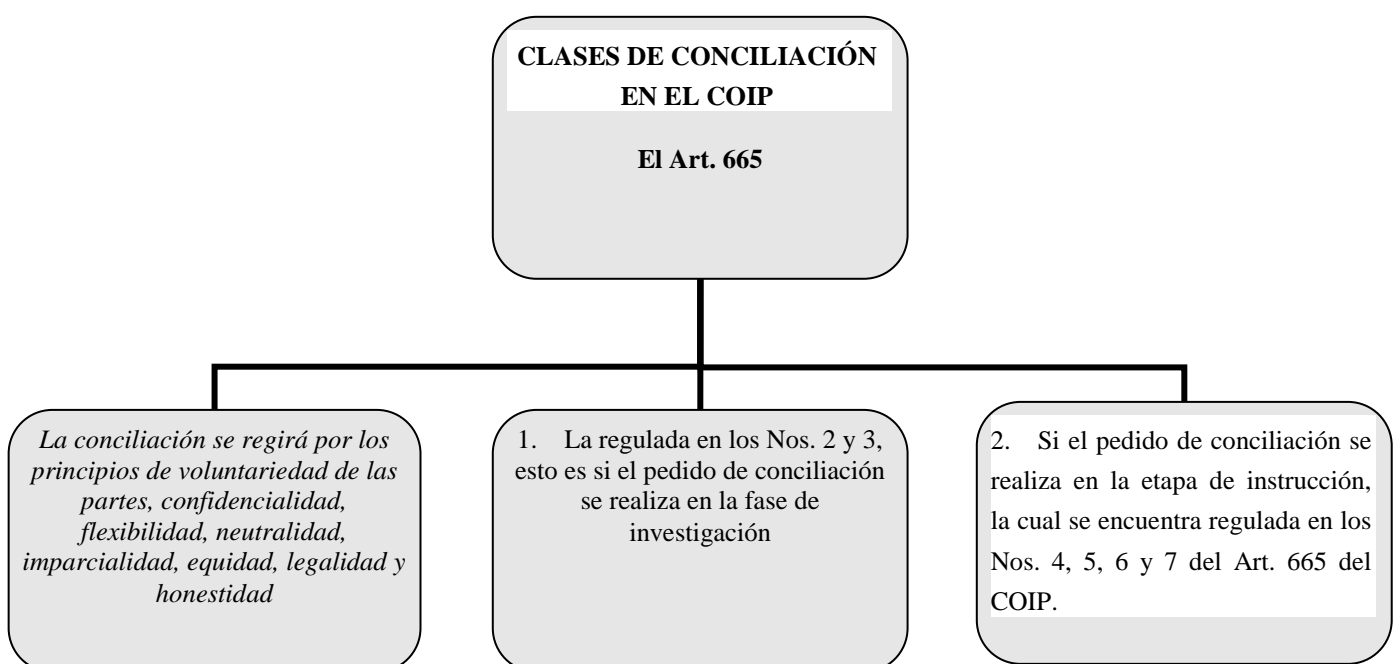 CLASES DE CONCILIACIÓN
EN EL COIP
El Art. 665
La conciliación se regirá por los
principios de voluntariedad de las
partes, confidencialidad,
flexibilidad, neutralidad,
imparcialidad, equidad, legalidad y
honestidad
1. La regulada en los Nos. 2 y 3,
esto es si el pedido de conciliación
se realiza en la fase de
investigación
2. Si el pedido de conciliación se
realiza en la etapa de instrucción,
la cual se encuentra regulada en los
Nos. 4, 5, 6 y 7 del Art. 665 del
COIP.